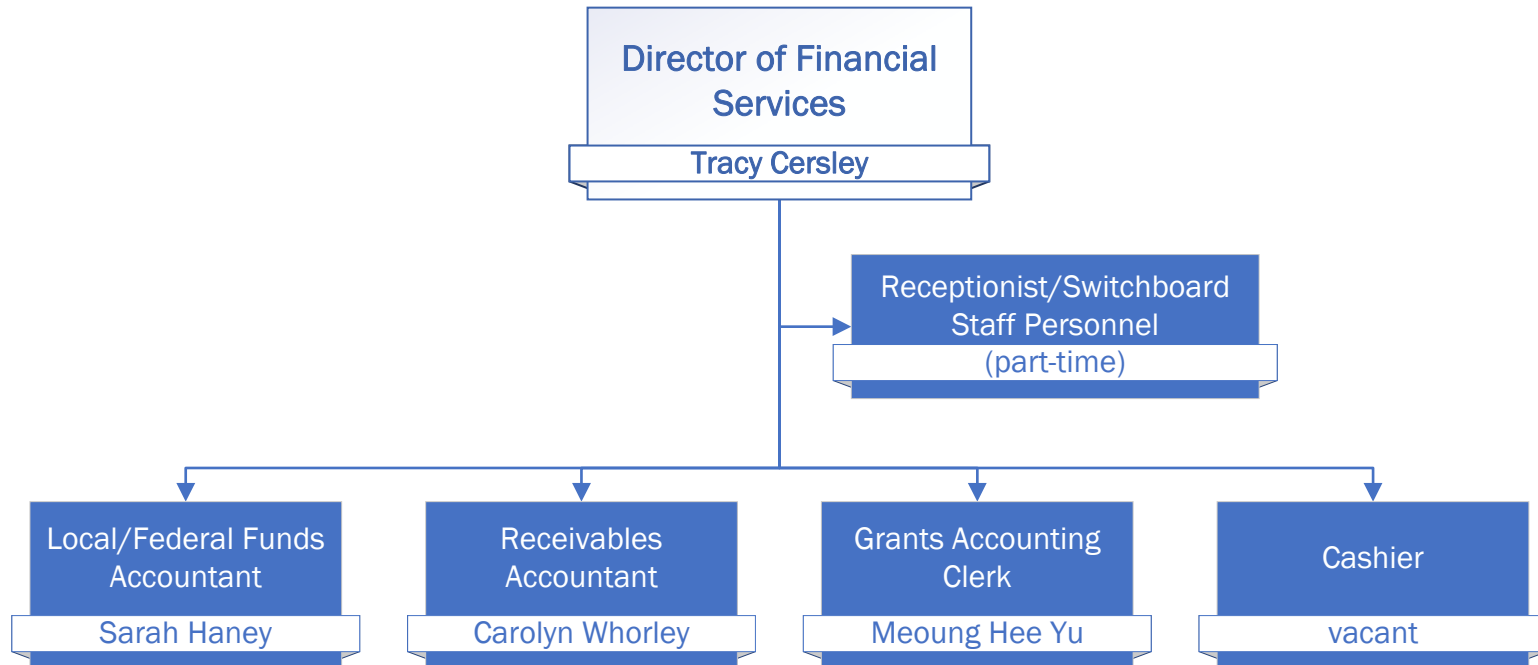 Director of Financial
Services
Tracy Cersley
Receptionist/Switchboard
Staff Personnel
(part-time)
Local/Federal Funds
Accountant
Sarah Haney
Receivables
Accountant
Carolyn Whorley
Grants Accounting
Clerk
Meoung Hee Yu
Cashier
vacant